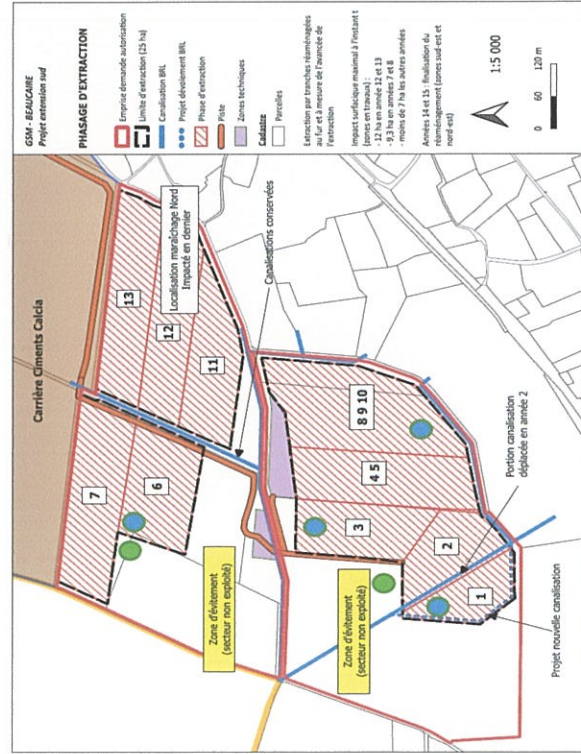 GSM - BEAUCAIRE
Projet extension sud
PHASAGE D'EXTRACTION
Emprise demande autorisation
Limite d'extraction (25 ha)
Canalisation BRL
Projet dévoiement BRL
Phase d'extraction
Piste
Zones techniques
Cadastre
Parcelles
Extraction par tranches réaménagées
au fur et à mesure de l'avancée de
l'extraction
Impact surfacique maximal à l'instant t
(zones en travaux) :
- 12 ha en année 12 et 13
- 9,3 ha en années 7 et 8
- moins de 7 ha les autres années
Années 14 et 15 : finalisation du
réaménagement (zones sud-est et
nord-est)
1:5 000
0 60 120 m
Carrière Ciments Calcia
13
12
11
7
6
Localisation maraîchage Nord
Impacté en dernier
Canalisations conservées
Zone d'évitement
(secteur non exploité)
8 9 10
4 5
3
2
1
Zone d'évitement
(secteur non exploité)
Portion canalisation
déplacée en année 2
Projet nouvelle canalisation